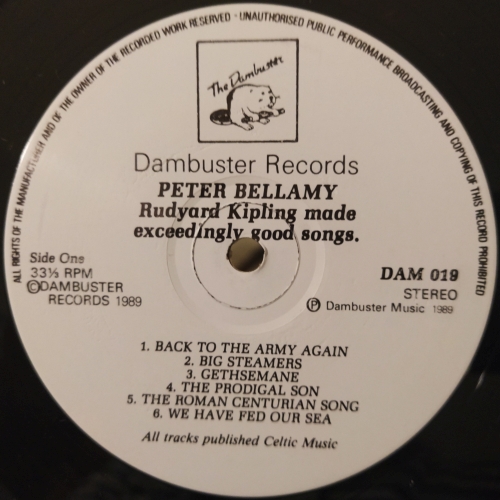 ALL RIGHTS OF THE MANUFACTURER AND OF THE OWNER OF THE RECORDED WORK RESERVED - UNAUTHORISED PUBLIC PERFORMANCE BROADCASTING AND COPYING OF THIS RECORD PROHIBITED
The Dambuster
Dambuster Records
PETER BELLAMY
Rudyard Kipling made
exceedingly good songs.
Side One
33⅓ RPM
©DAMBUSTER
RECORDS 1989
DAM 019
STEREO
℗ Dambuster Music 1989
1. BACK TO THE ARMY AGAIN
2. BIG STEAMERS
3. GETHSEMANE
4. THE PRODIGAL SON
5. THE ROMAN CENTURIAN SONG
6. WE HAVE FED OUR SEA
All tracks published Celtic Music